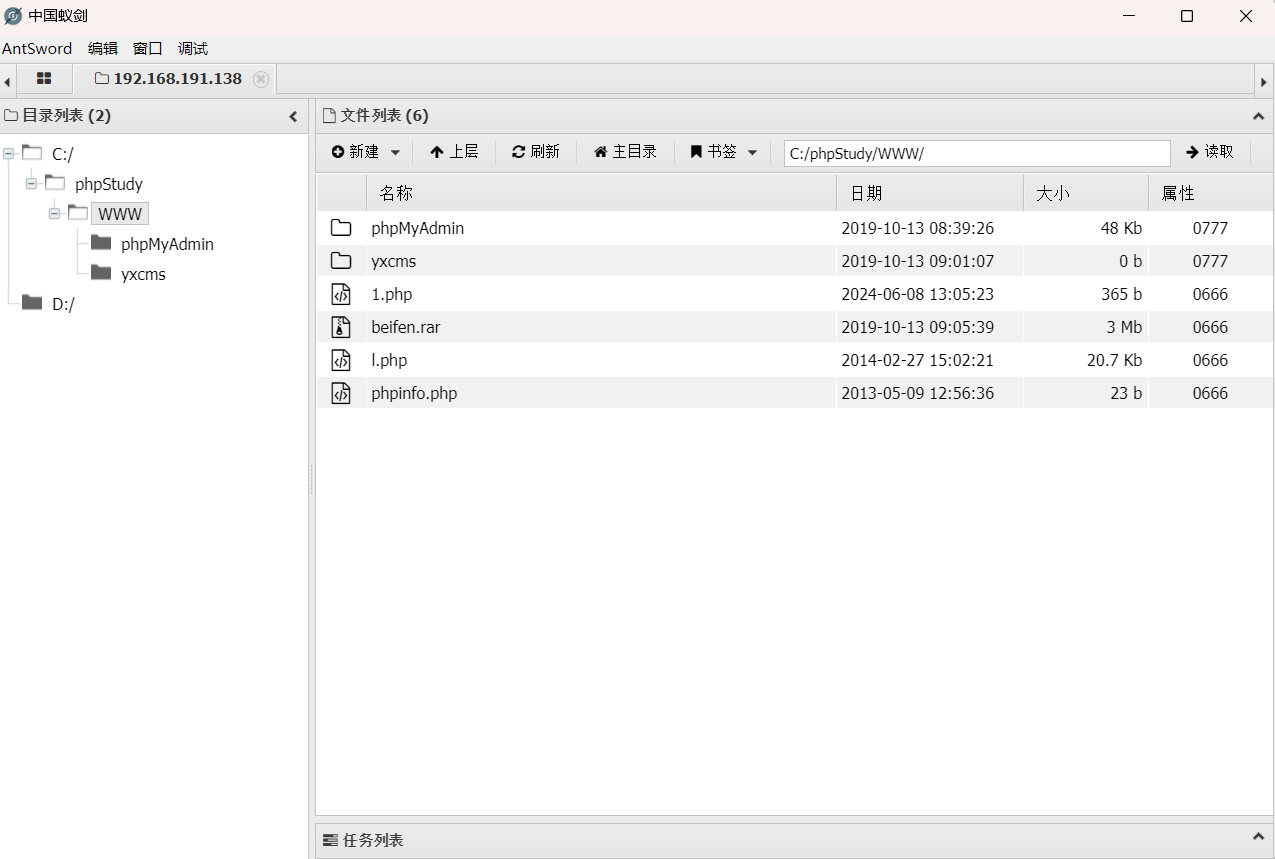 中国蚁剑
AntSword 编辑 窗口 调试
192.168.191.138
目录列表 (2)
C:/
phpStudy
WWW
phpMyAdmin
yxcms
D:/
文件列表 (6)
新建 上层 刷新 主目录 书签 C:/phpStudy/WWW/ 读取
名称 日期 大小 属性
phpMyAdmin 2019-10-13 08:39:26 48 Kb 0777
yxcms 2019-10-13 09:01:07 0 b 0777
1.php 2024-06-08 13:05:23 365 b 0666
beifen.rar 2019-10-13 09:05:39 3 Mb 0666
l.php 2014-02-27 15:02:21 20.7 Kb 0666
phpinfo.php 2013-05-09 12:56:36 23 b 0666
任务列表